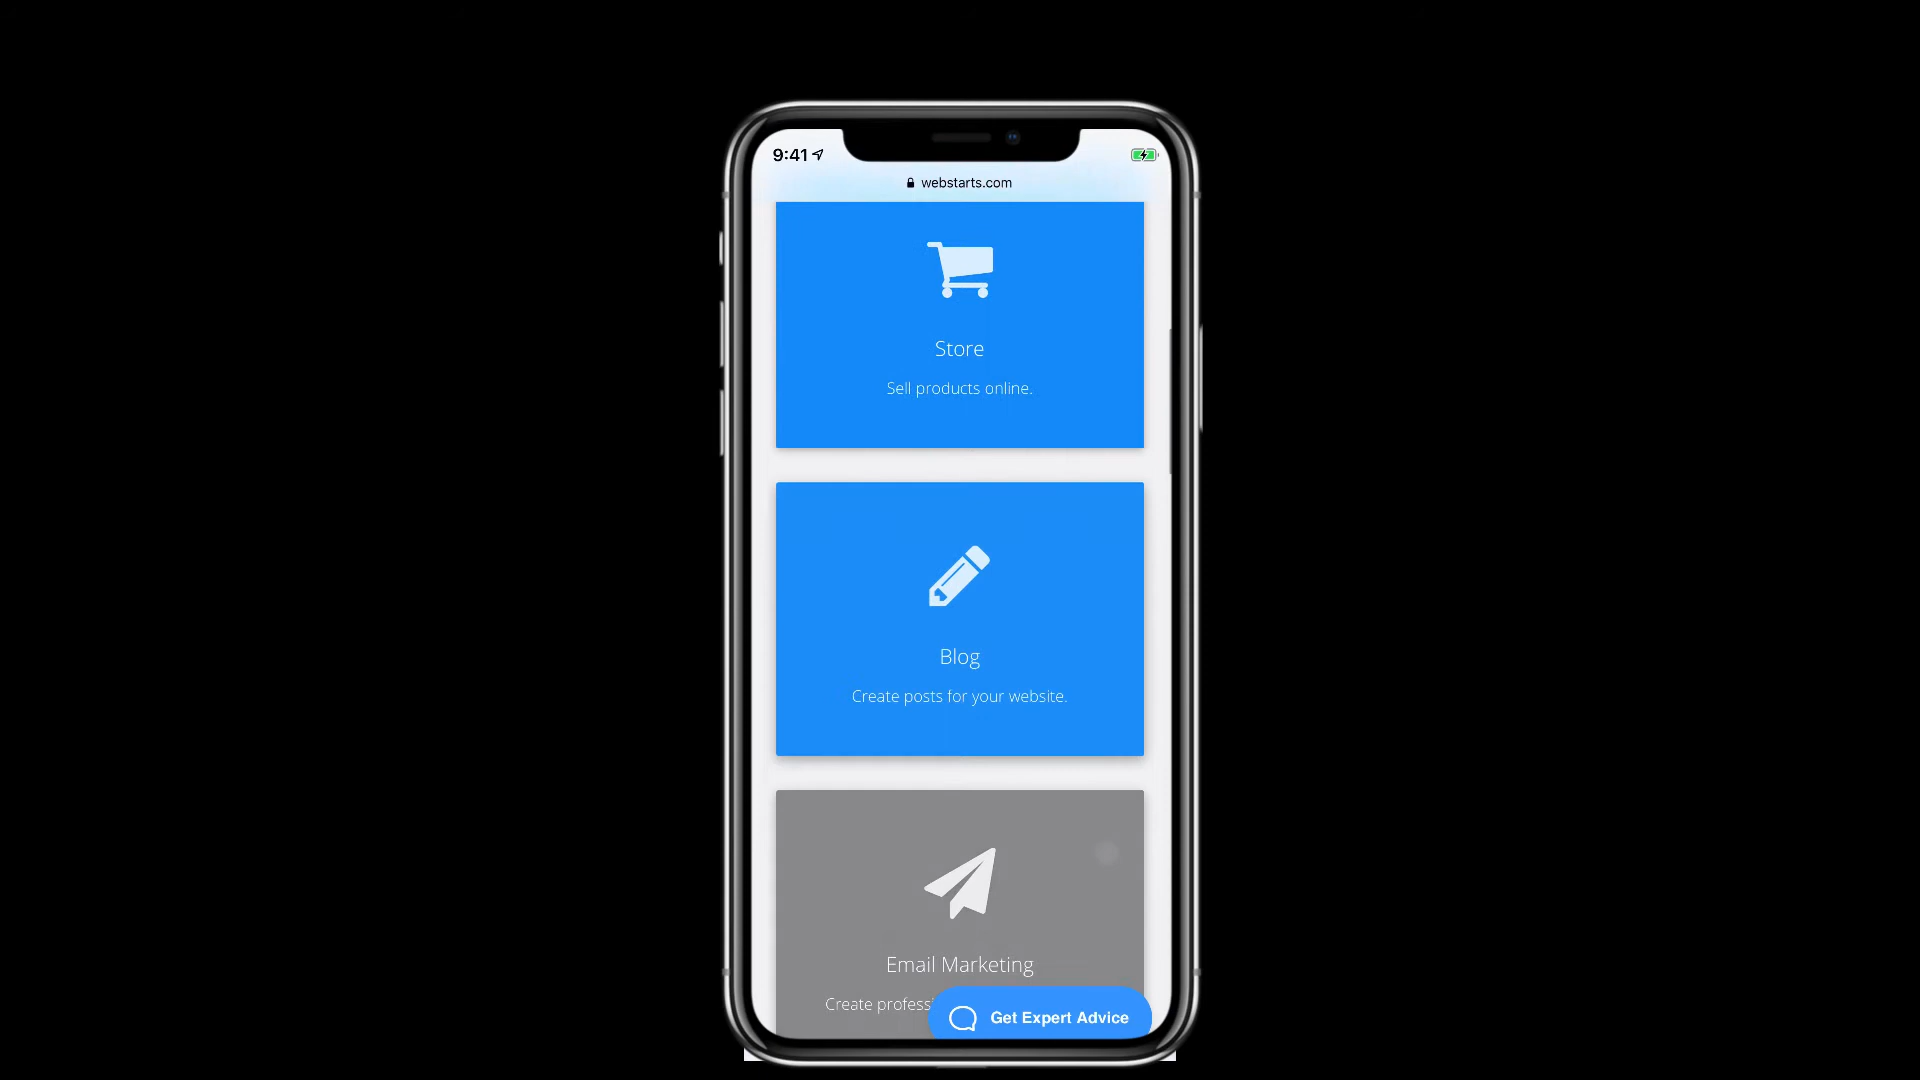 9:41
webstarts.com
Store
Sell products online.
Blog
Create posts for your website.
Email Marketing
Create
Get Expert Advice